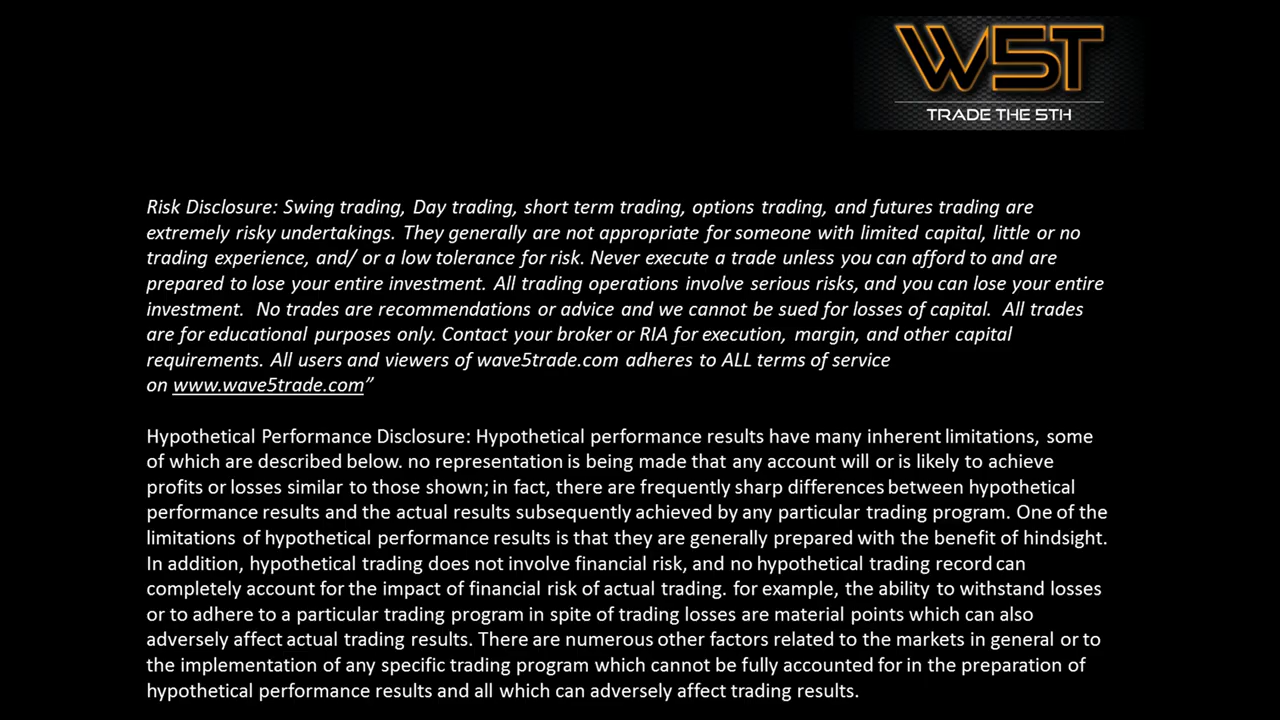 W5T
TRADE THE 5TH
Risk Disclosure: Swing trading, Day trading, short term trading, options trading, and futures trading are
extremely risky undertakings. They generally are not appropriate for someone with limited capital, little or no
trading experience, and/ or a low tolerance for risk. Never execute a trade unless you can afford to and are
prepared to lose your entire investment. All trading operations involve serious risks, and you can lose your entire
investment. No trades are recommendations or advice and we cannot be sued for losses of capital. All trades
are for educational purposes only. Contact your broker or RIA for execution, margin, and other capital
requirements. All users and viewers of wave5trade.com adheres to ALL terms of service
on www.wave5trade.com”
Hypothetical Performance Disclosure: Hypothetical performance results have many inherent limitations, some
of which are described below. no representation is being made that any account will or is likely to achieve
profits or losses similar to those shown; in fact, there are frequently sharp differences between hypothetical
performance results and the actual results subsequently achieved by any particular trading program. One of the
limitations of hypothetical performance results is that they are generally prepared with the benefit of hindsight.
In addition, hypothetical trading does not involve financial risk, and no hypothetical trading record can
completely account for the impact of financial risk of actual trading. for example, the ability to withstand losses
or to adhere to a particular trading program in spite of trading losses are material points which can also
adversely affect actual trading results. There are numerous other factors related to the markets in general or to
the implementation of any specific trading program which cannot be fully accounted for in the preparation of
hypothetical performance results and all which can adversely affect trading results.